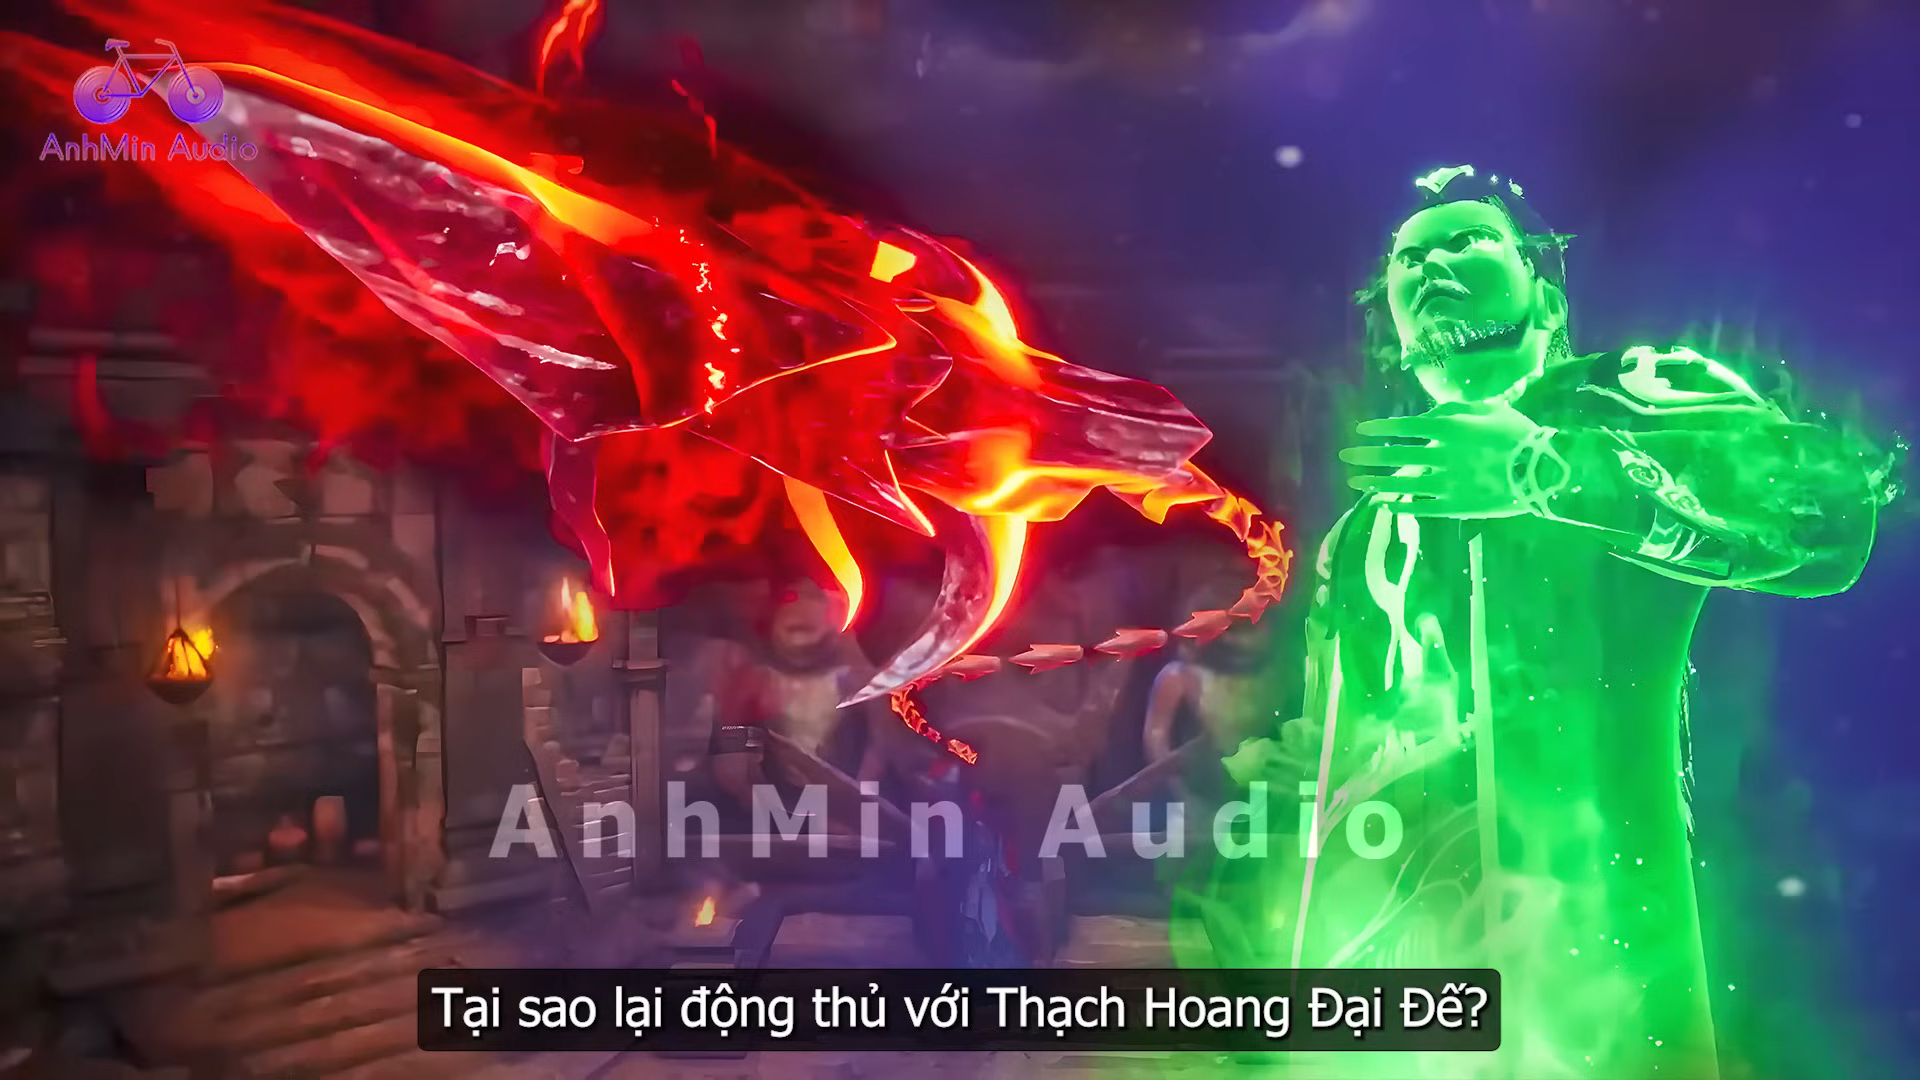 AnhMin Audio
AnhMin Audio
Tại sao lại động thủ với Thạch Hoang Đại Đế?